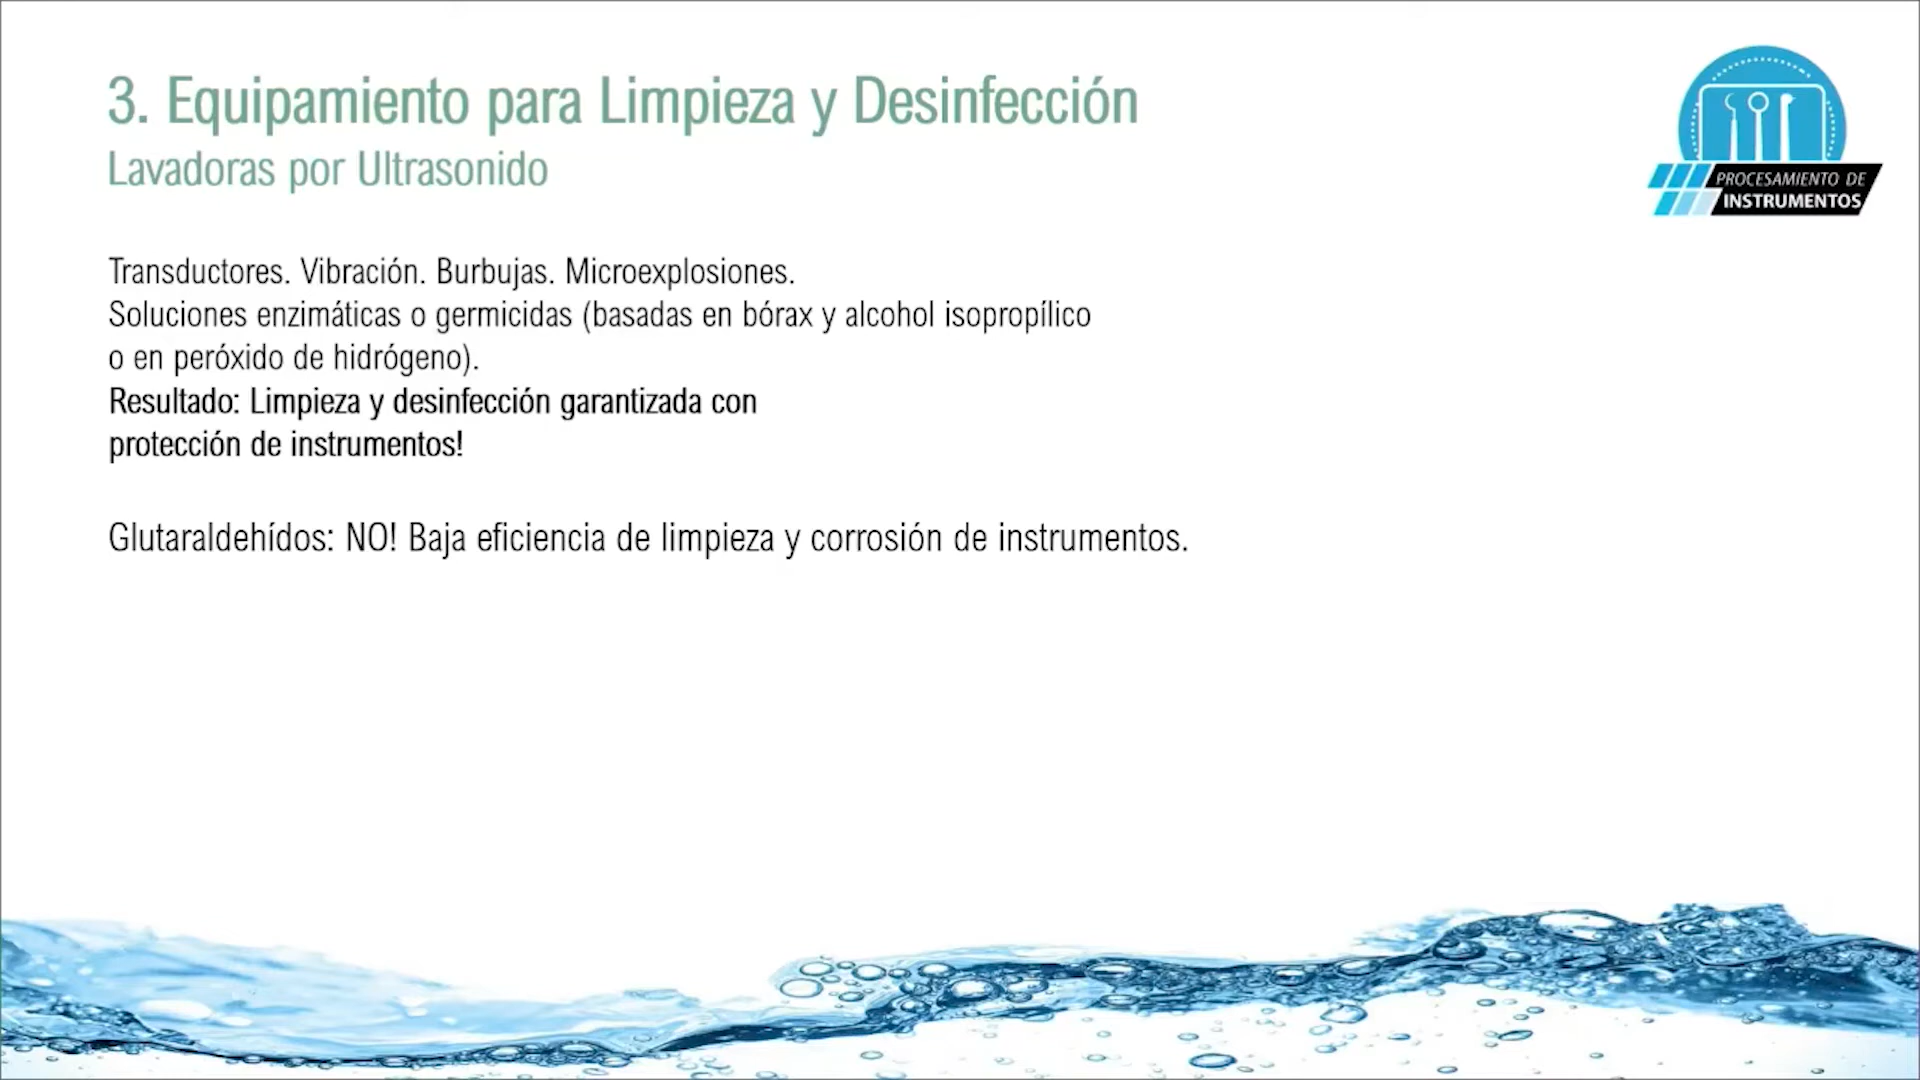 3. Equipamiento para Limpieza y Desinfección
Lavadoras por Ultrasonido
PROCESAMIENTO DE
INSTRUMENTOS
Transductores. Vibración. Burbujas. Microexplosiones.
Soluciones enzimáticas o germicidas (basadas en bórax y alcohol isopropílico
o en peróxido de hidrógeno).
Resultado: Limpieza y desinfección garantizada con
protección de instrumentos!
Glutaraldehídos: NO! Baja eficiencia de limpieza y corrosión de instrumentos.